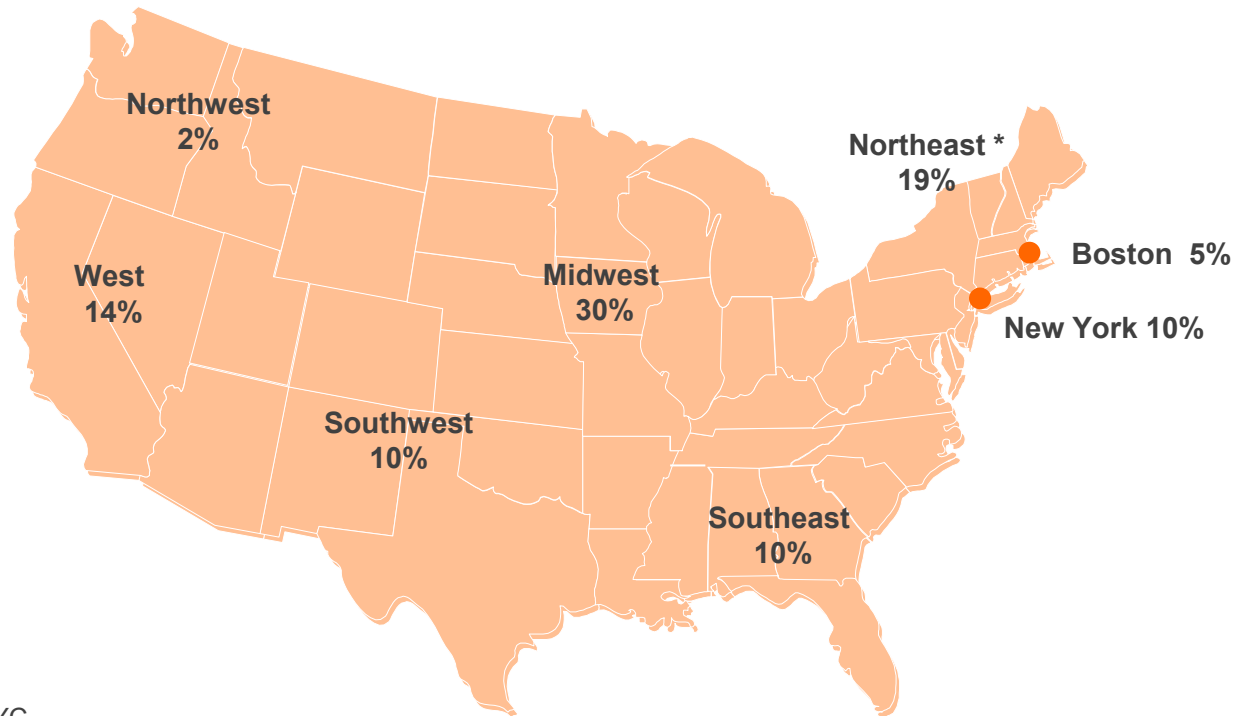 Northwest
2%
Northeast *
19%
Boston 5%
West
14%
Midwest
30%
New York 10%
Southwest
10%
Southeast
10%